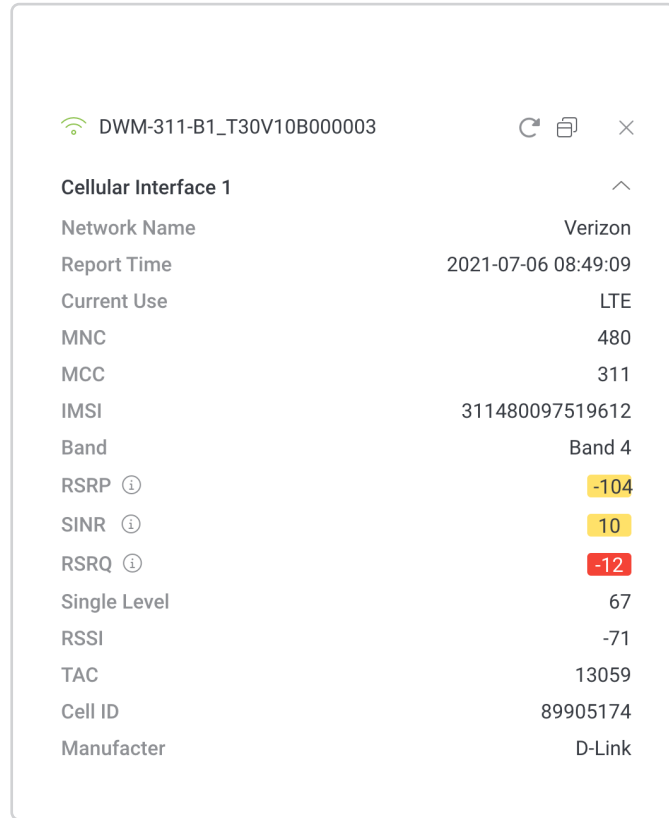 DWM-311-B1_T30V10B000003
Cellular Interface 1
Network Name Verizon
Report Time 2021-07-06 08:49:09
Current Use LTE
MNC 480
MCC 311
IMSI 311480097519612
Band Band 4
RSRP -104
SINR 10
RSRQ -12
Single Level 67
RSSI -71
TAC 13059
Cell ID 89905174
Manufacter D-Link